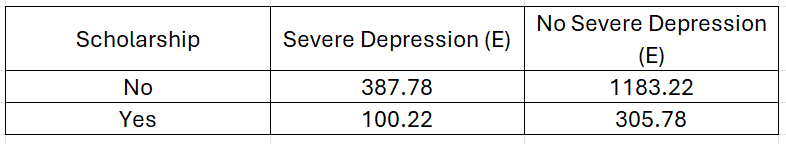 Scholarship Severe Depression (E) No Severe Depression
(E)
No 387.78 1183.22
Yes 100.22 305.78